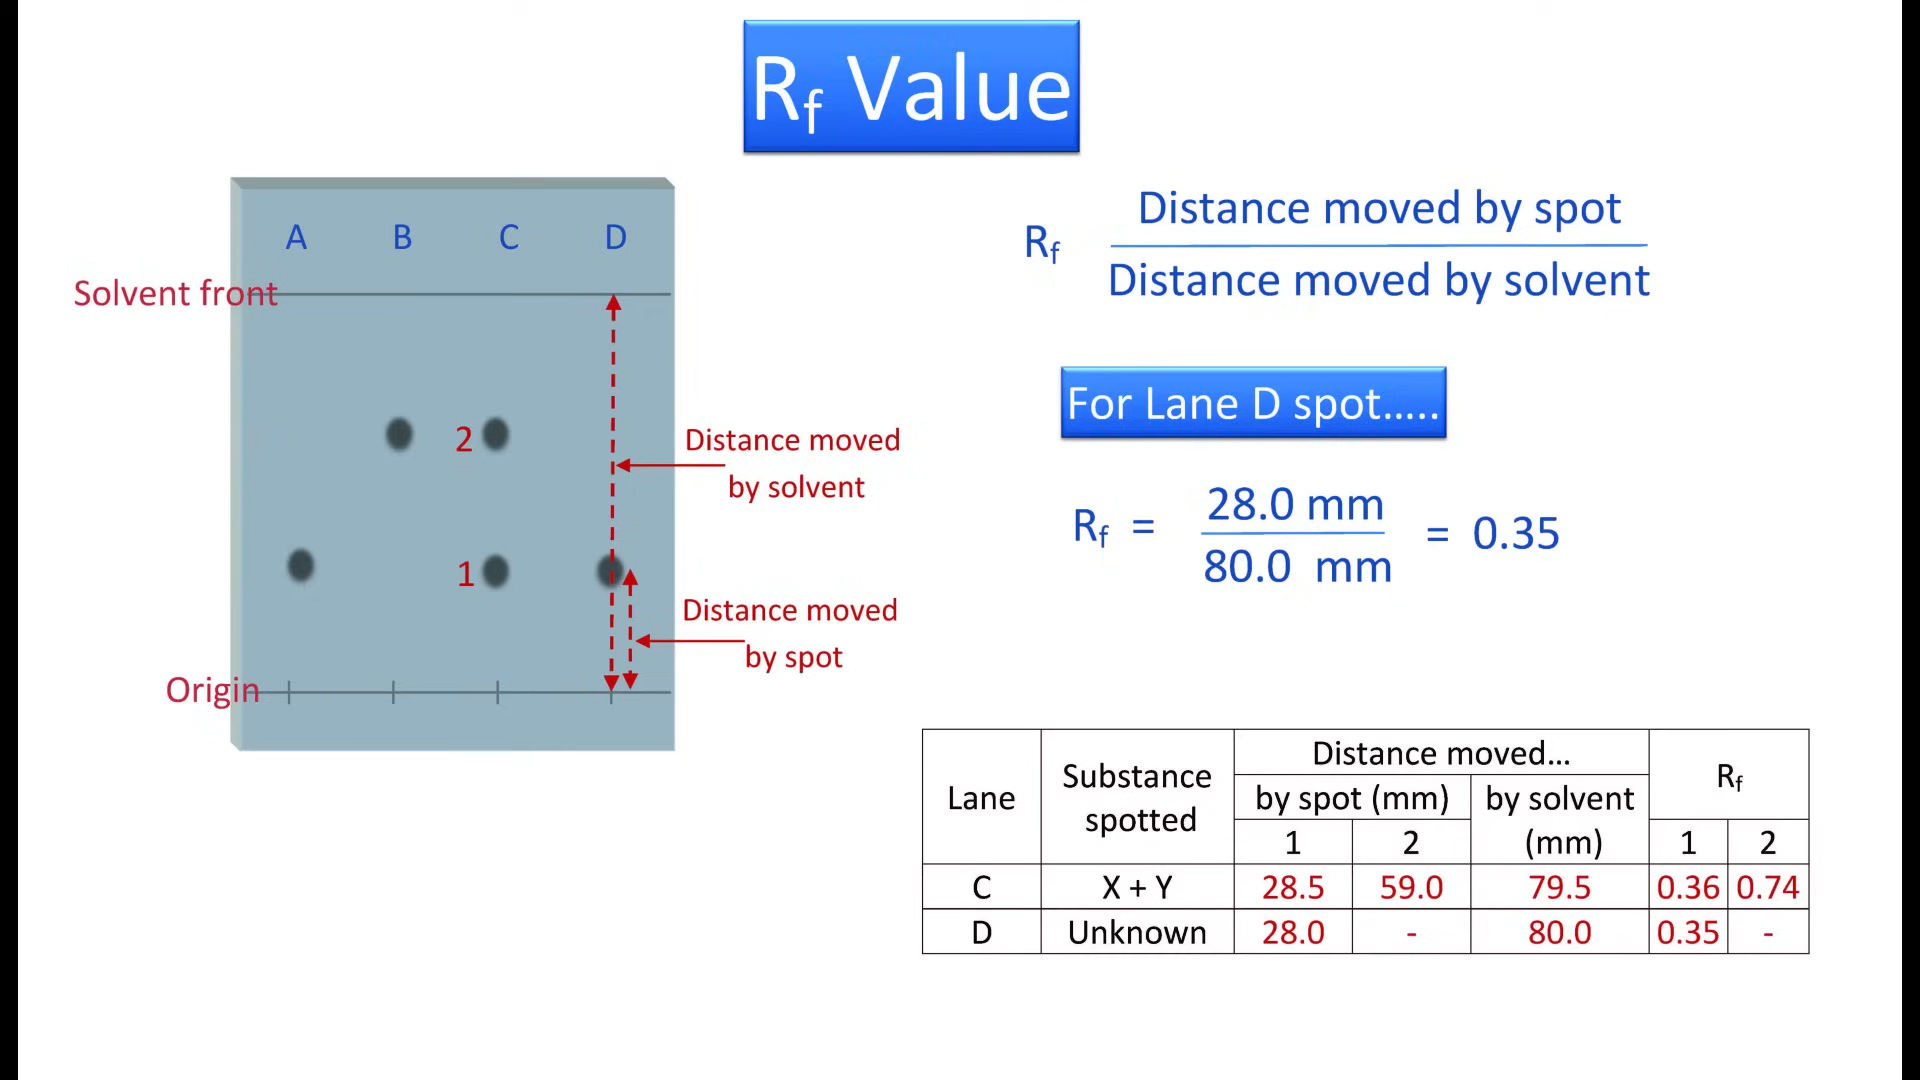 Rf Value
A B C D
Solvent front
2
1
Distance moved
by solvent
Distance moved
by spot
Origin
Rf Distance moved by spot
Distance moved by solvent
For Lane D spot.....
Rf = 28.0 mm
80.0 mm
= 0.35
Lane
Substance
spotted
Distance moved...
by spot (mm)
by solvent
(mm)
Rf
1 2 1 2
C X + Y 28.5 59.0 79.5 0.36 0.74
D Unknown 28.0 - 80.0 0.35 -